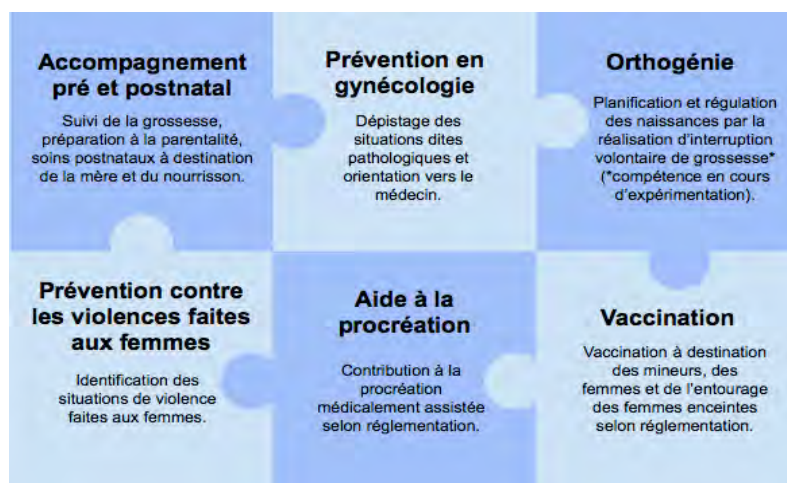 Accompagnement
pré et postnatal
Suivi de la grossesse,
préparation à la parentalité,
soins postnataux à destination
de la mère et du nourrisson.
Prévention en
gynécologie
Dépistage des
situations dites
pathologiques et
orientation vers le
médecin.
Orthogénie
Planification et régulation
des naissances par la
réalisation d'interruption
volontaire de grossesse*
(*compétence en cours
d'expérimentation).
Prévention contre
les violences faites
aux femmes
Identification des
situations de violence
faites aux femmes.
Aide à la
procréation
Contribution à la
procréation
médicalement assistée
selon réglementation.
Vaccination
Vaccination à destination
des mineurs, des
femmes et de l'entourage
des femmes enceintes
selon réglementation.